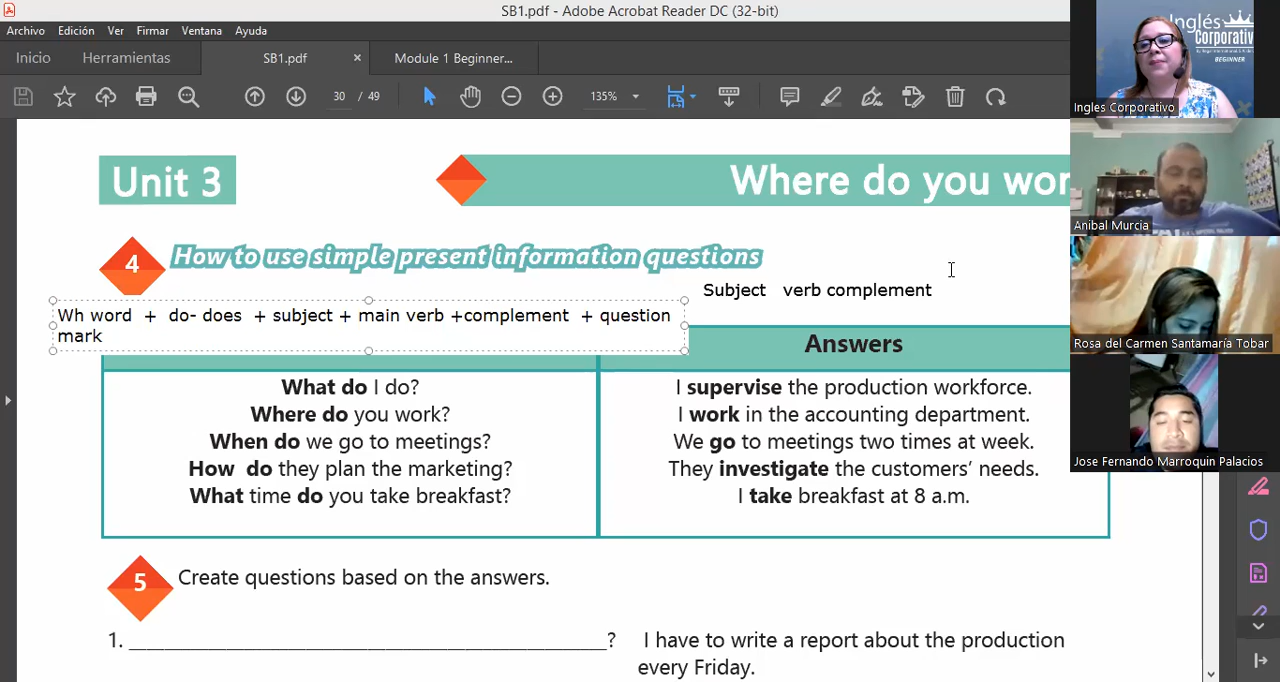 SB1.pdf - Adobe Acrobat Reader DC (32-bit)
Archivo Edición Ver Firmar Ventana Ayuda
Inicio Herramientas SB1.pdf × Module 1 Beginner...
30 / 49 135%
Unit 3
Where do you wor
4 How to use simple present information questions
Subject verb complement
Wh word + do- does + subject + main verb +complement + question
mark
Answers
What do I do? I supervise the production workforce.
Where do you work? I work in the accounting department.
When do we go to meetings? We go to meetings two times at week.
How do they plan the marketing? They investigate the customers' needs.
What time do you take breakfast? I take breakfast at 8 a.m.
5 Create questions based on the answers.
1. ? I have to write a report about the production
every Friday.
Inglés
Corporativ
BEGINNER
Ingles Corporativo
Anibal Murcia
Rosa del Carmen Santamaría Tobar
Jose Fernando Marroquin Palacios